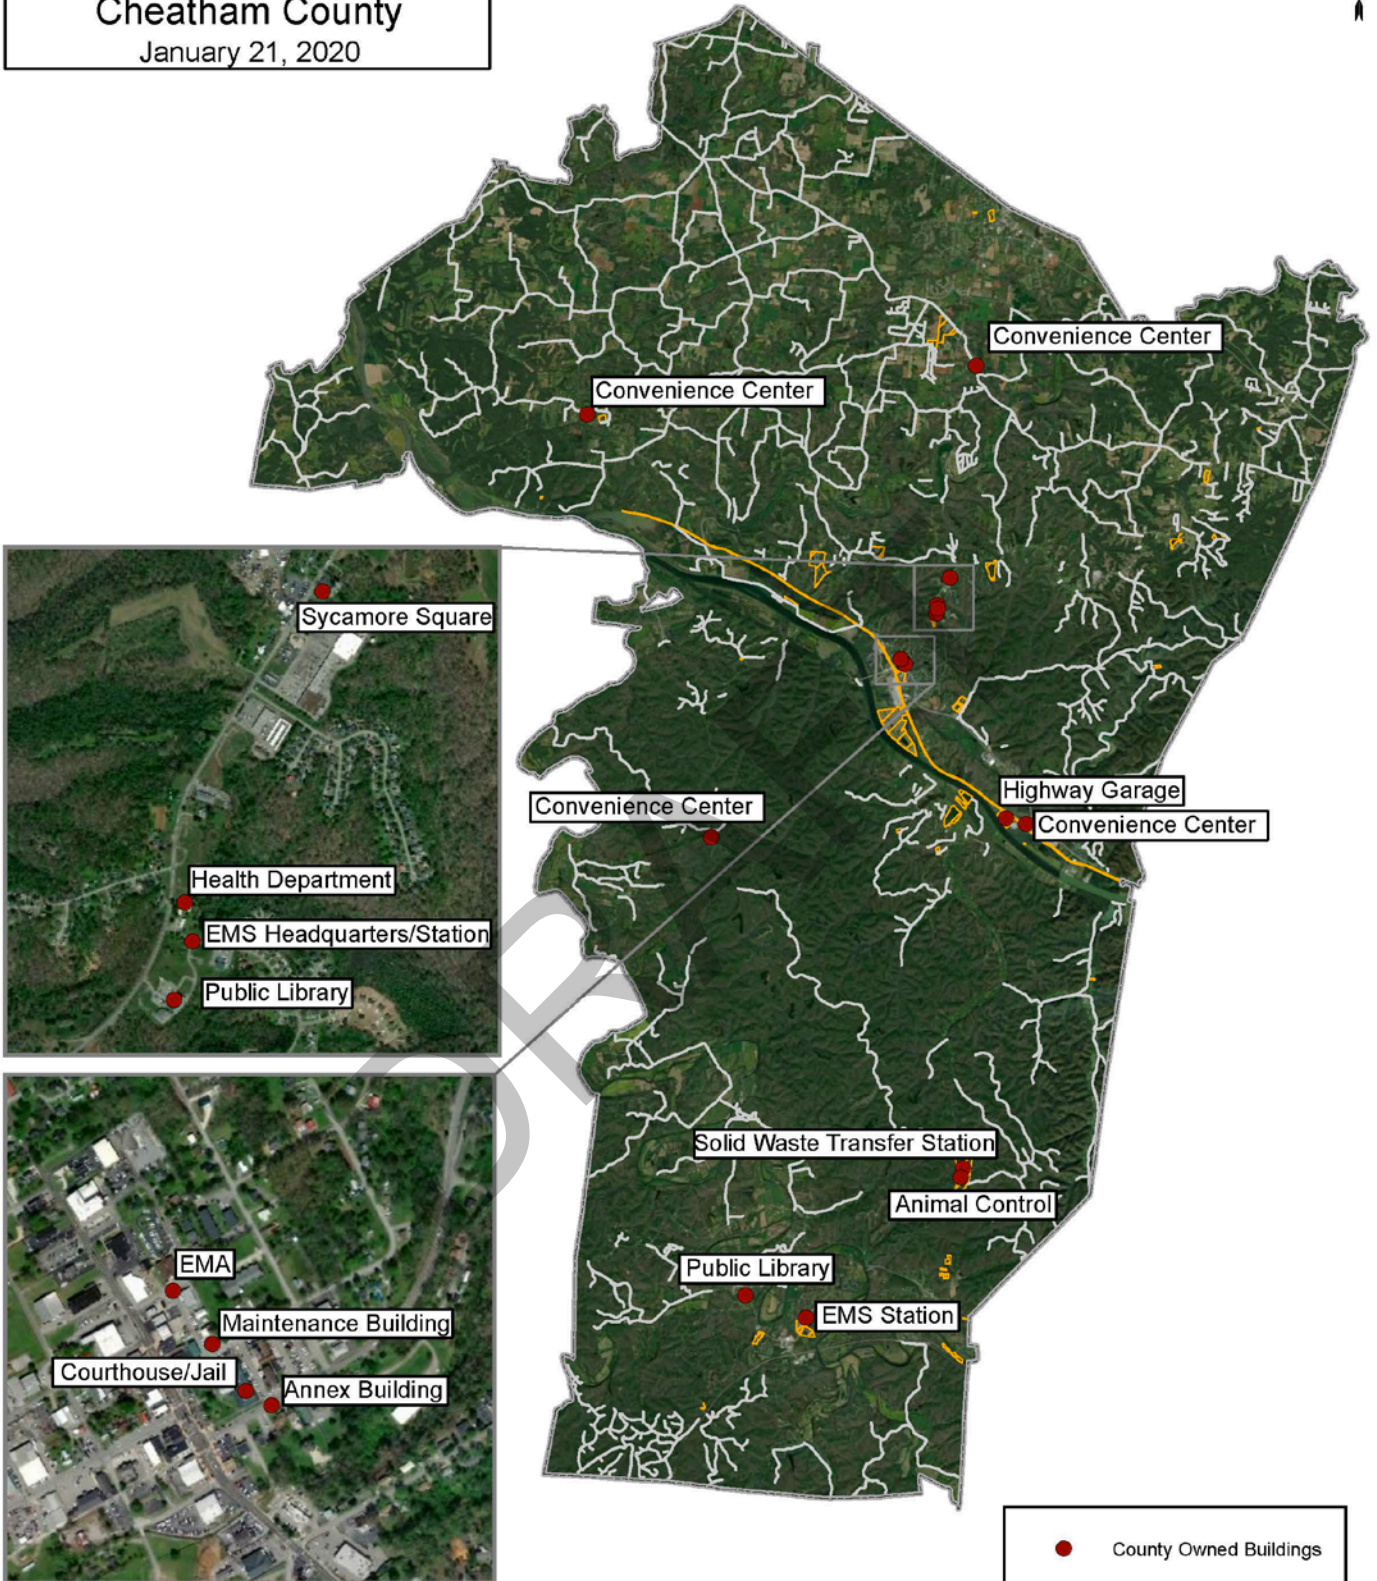 Cheatham County
January 21, 2020
Convenience Center
Convenience Center
Sycamore Square
Highway Garage
Convenience Center
Convenience Center
Health Department
EMS Headquarters/Station
Public Library
Solid Waste Transfer Station
Animal Control
EMA
Public Library
Maintenance Building
EMS Station
Courthouse/Jail
Annex Building
County Owned Buildings